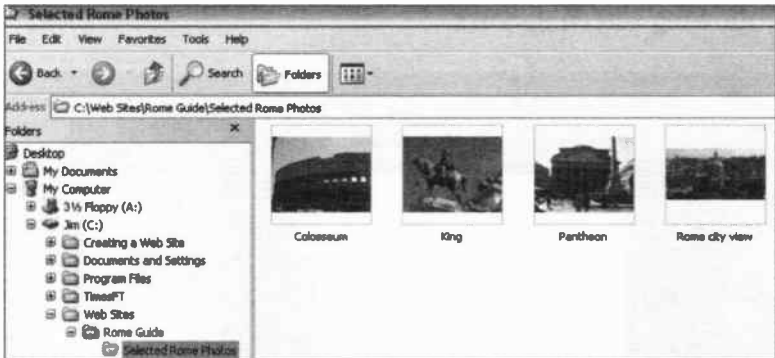 Selected Rome Photos
File Edit View Favorites Tools Help
Back Search Folders
Address C:\Web Sites\Rome Guide\Selected Rome Photos
Folders
Desktop
My Documents
My Computer
3½ Floppy (A:)
Jim (C:)
Creating a Web Site
Documents and Settings
Program Files
TimesFT
Web Sites
Rome Guide
Selected Rome Photos
Colosseum King Pantheon Rome city view